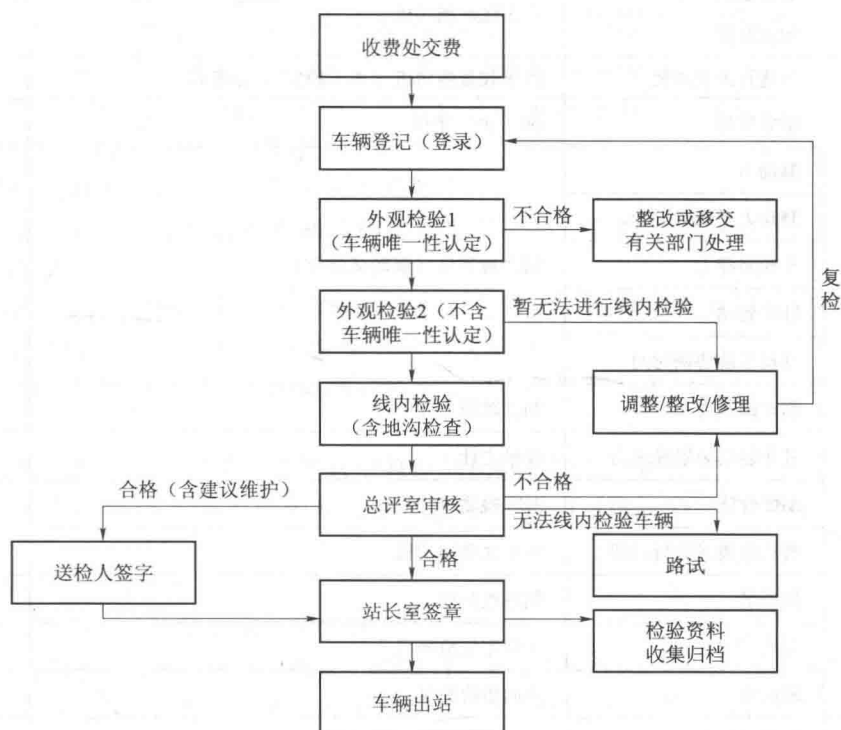 收费处交费
车辆登记（登录）
外观检验1
（车辆唯一性认定）
不合格
整改或移交
有关部门处理
复
检
外观检验2（不含
车辆唯一性认定）
暂无法进行线内检验
线内检验
（含地沟检查）
调整/整改/修理
合格（含建议维护）
总评室审核
不合格
无法线内检验车辆
送检人签字
合格
路试
站长室签章
检验资料
收集归档
车辆出站